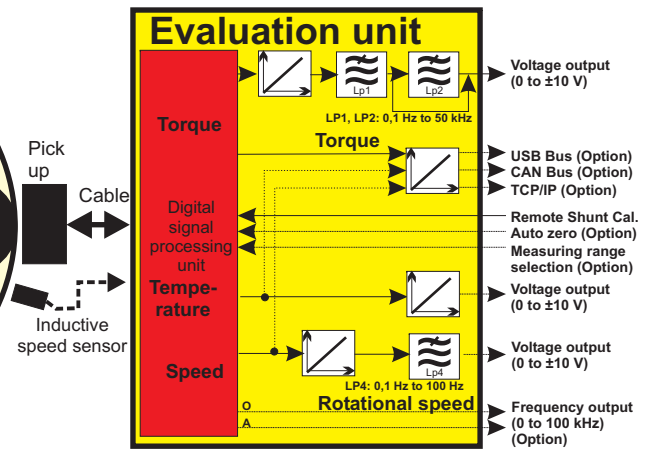 Evaluation unit
Lp1
Lp2
LP1, LP2: 0,1 Hz to 50 kHz
Voltage output
(0 to ±10 V)
Torque
Torque
USB Bus (Option)
CAN Bus (Option)
TCP/IP (Option)
Pick
up
Cable
Digital
signal
processing
unit
Remote Shunt Cal.
Auto zero (Option)
Measuring range
selection (Option)
Tempe-
rature
Voltage output
(0 to ±10 V)
Inductive
speed sensor
Speed
Lp4
LP4: 0,1 Hz to 100 Hz
Rotational speed
Voltage output
(0 to ±10 V)
O
A
Frequency output
(0 to 100 kHz)
(Option)